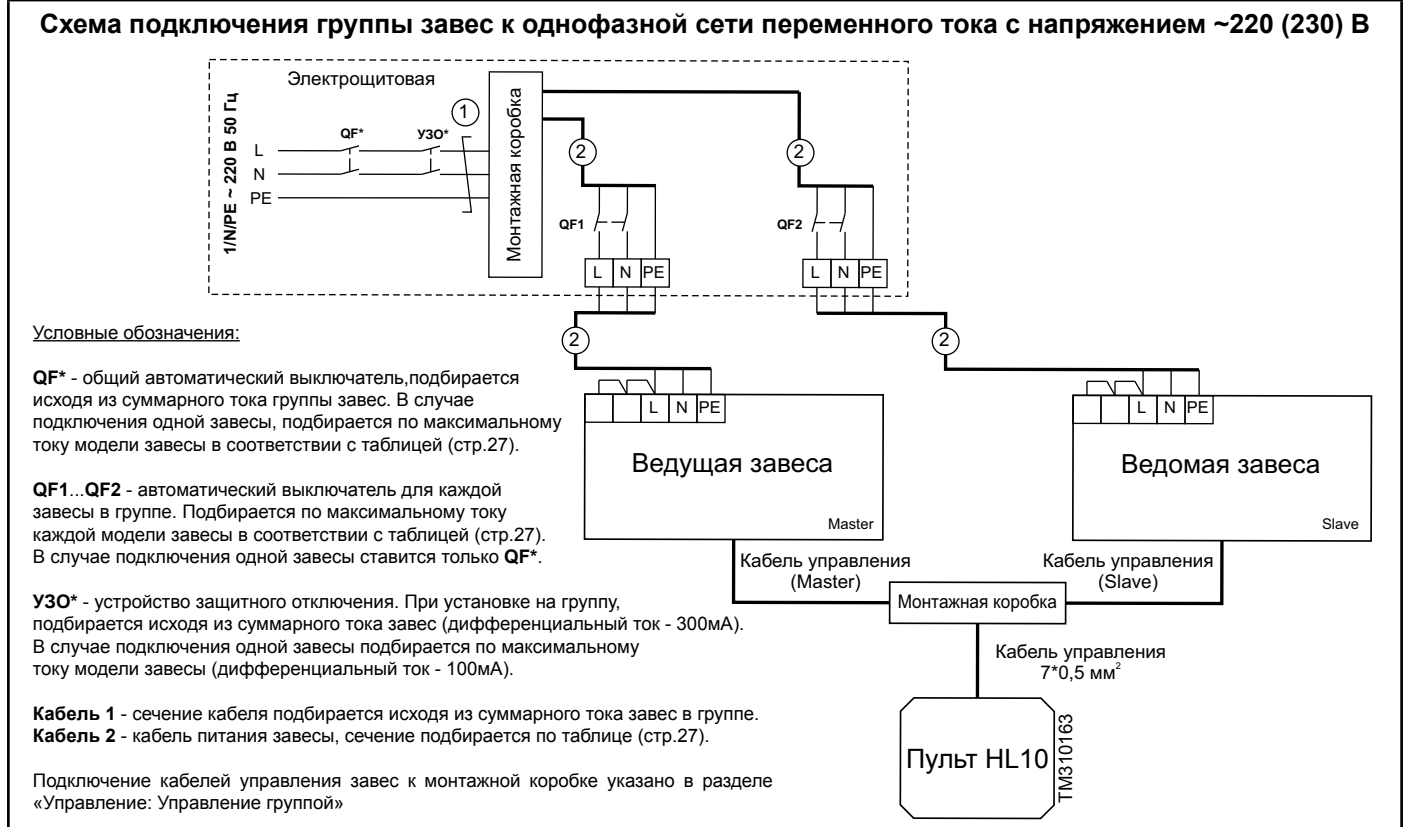 Схема подключения группы завес к однофазной сети переменного тока с напряжением ~220 (230) В
Электрощитовая
1/N/PE ~ 220 В 50 Гц
L
N
PE
QF*
УЗО*
1
Монтажная коробка
2
2
QF1
QF2
L N PE
L N PE
2
2
Условные обозначения:
QF* - общий автоматический выключатель,подбирается
исходя из суммарного тока группы завес. В случае
подключения одной завесы, подбирается по максимальному
току модели завесы в соответствии с таблицей (стр.27).
QF1...QF2 - автоматический выключатель для каждой
завесы в группе. Подбирается по максимальному току
каждой модели завесы в соответствии с таблицей (стр.27).
В случае подключения одной завесы ставится только QF*.
УЗО* - устройство защитного отключения. При установке на группу,
подбирается исходя из суммарного тока завес (дифференциальный ток - 300мА).
В случае подключения одной завесы подбирается по максимальному
току модели завесы (дифференциальный ток - 100мА).
Кабель 1 - сечение кабеля подбирается исходя из суммарного тока завес в группе.
Кабель 2 - кабель питания завесы, сечение подбирается по таблице (стр.27).
Подключение кабелей управления завес к монтажной коробке указано в разделе
«Управление: Управление группой»
L N PE
Ведущая завеса
Master
L N PE
Ведомая завеса
Slave
Кабель управления
(Master)
Кабель управления
(Slave)
Монтажная коробка
Кабель управления
7*0,5 мм²
Пульт HL10
TM310163